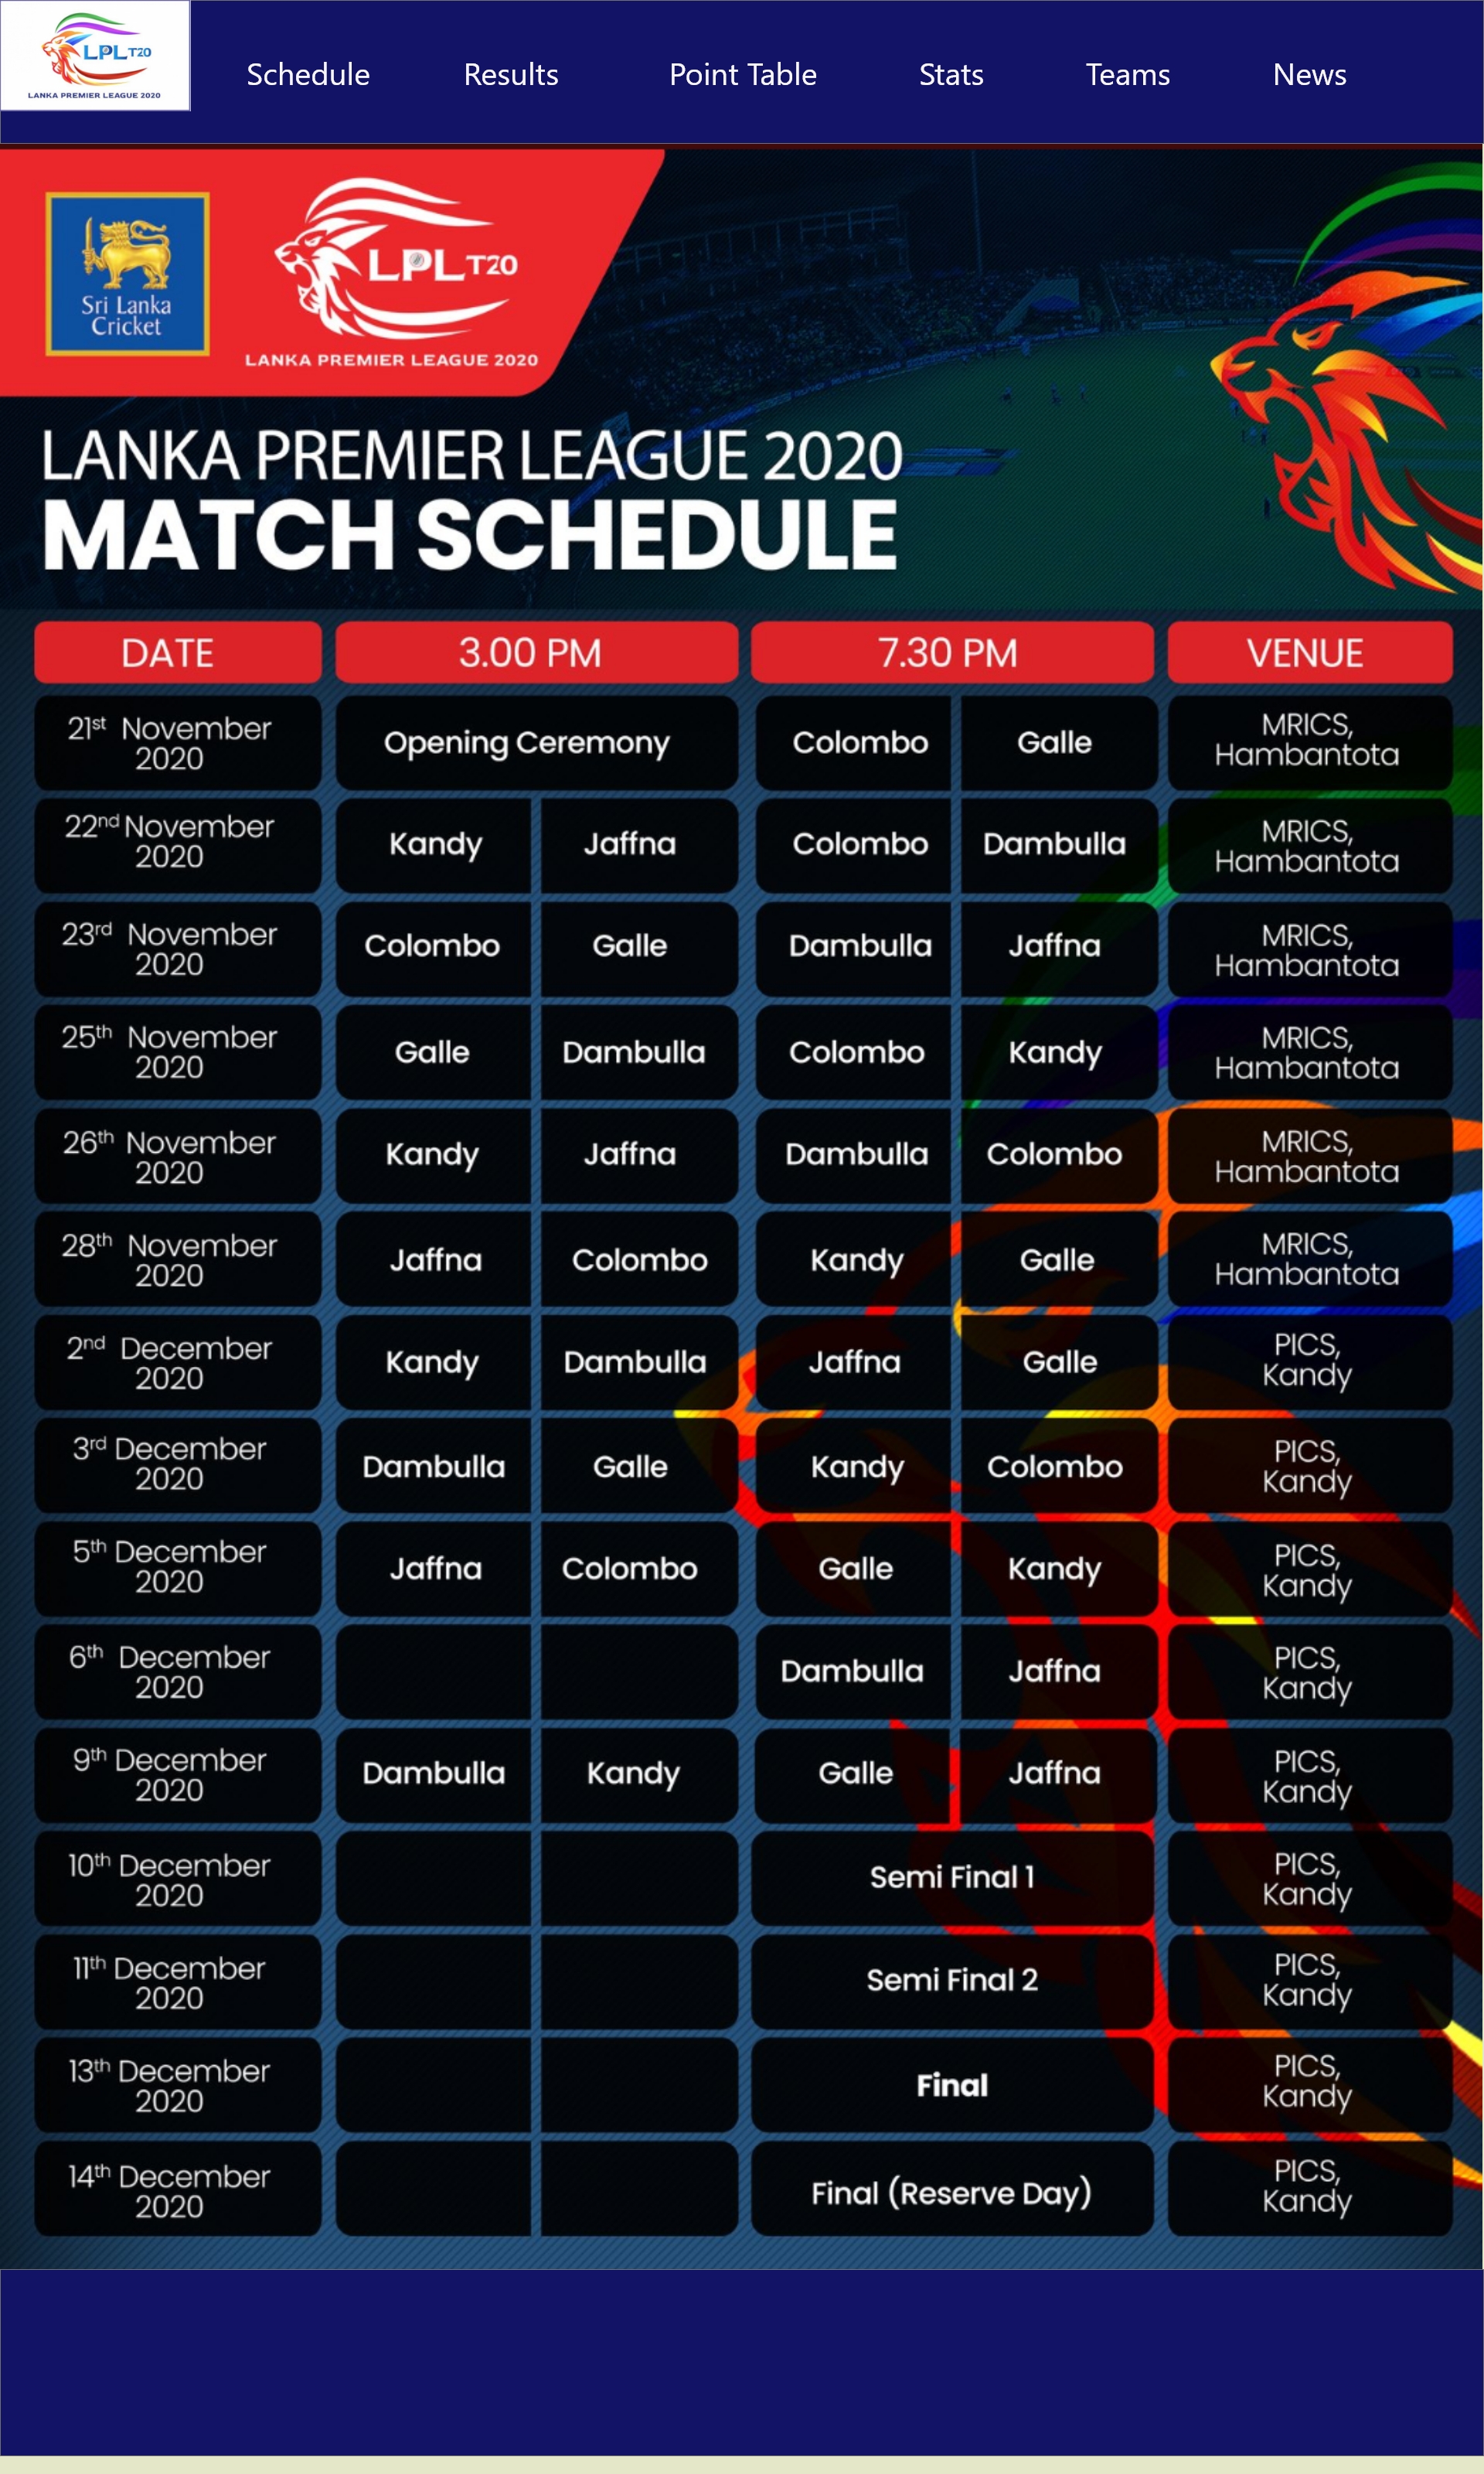 LPL T20
LANKA PREMIER LEAGUE 2020
Schedule Results Point Table Stats Teams News
Sri Lanka
Cricket
LPL T20
LANKA PREMIER LEAGUE 2020
LANKA PREMIER LEAGUE 2020
MATCH SCHEDULE
DATE 3.00 PM 7.30 PM VENUE
21st November
2020
Opening Ceremony
Colombo Galle
MRICS,
Hambantota
22nd November
2020
Kandy Jaffna
Colombo Dambulla
MRICS,
Hambantota
23rd November
2020
Colombo Galle
Dambulla Jaffna
MRICS,
Hambantota
25th November
2020
Galle Dambulla
Colombo Kandy
MRICS,
Hambantota
26th November
2020
Kandy Jaffna
Dambulla Colombo
MRICS,
Hambantota
28th November
2020
Jaffna Colombo
Kandy Galle
MRICS,
Hambantota
2nd December
2020
Kandy Dambulla
Jaffna Galle
PICS,
Kandy
3rd December
2020
Dambulla Galle
Kandy Colombo
PICS,
Kandy
5th December
2020
Jaffna Colombo
Galle Kandy
PICS,
Kandy
6th December
2020
Dambulla Jaffna
PICS,
Kandy
9th December
2020
Dambulla Kandy
Galle Jaffna
PICS,
Kandy
10th December
2020
Semi Final 1
PICS,
Kandy
11th December
2020
Semi Final 2
PICS,
Kandy
13th December
2020
Final
PICS,
Kandy
14th December
2020
Final (Reserve Day)
PICS,
Kandy